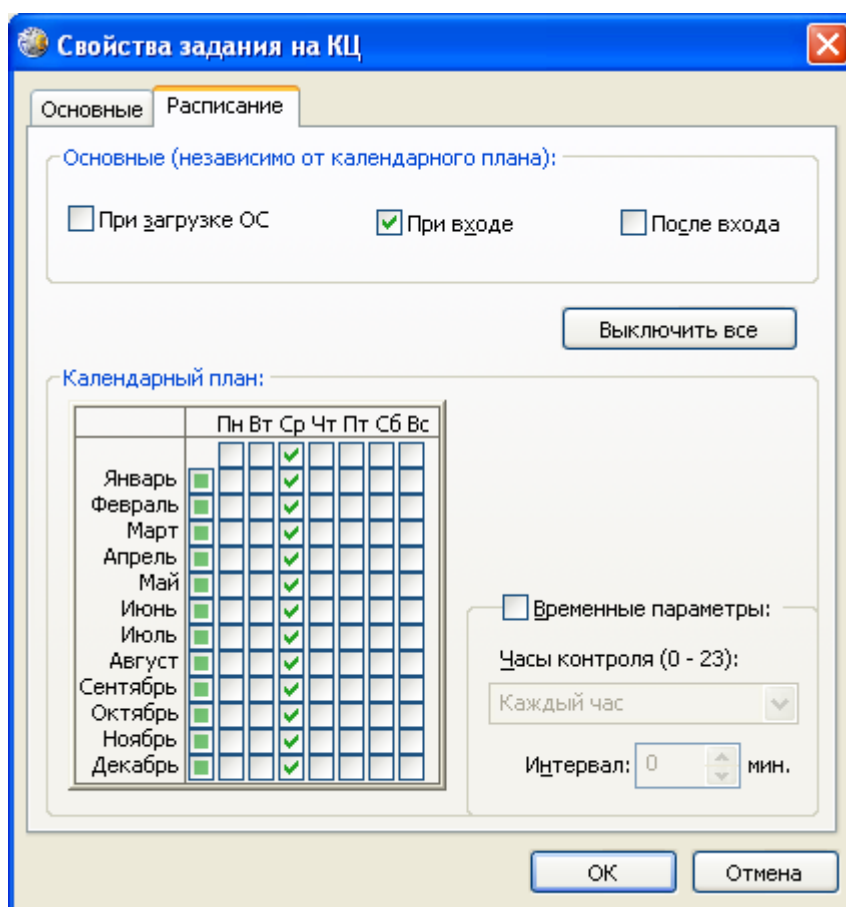 Свойства задания на КЦ
Основные Расписание
Основные (независимо от календарного плана):
При загрузке ОС При входе После входа
Выключить все
Календарный план:
Пн Вт Ср Чт Пт Сб Вс
Январь
Февраль
Март
Апрель
Май
Июнь
Июль
Август
Сентябрь
Октябрь
Ноябрь
Декабрь
Временные параметры:
Часы контроля (0 - 23):
Каждый час
Интервал: 0 мин.
ОК Отмена